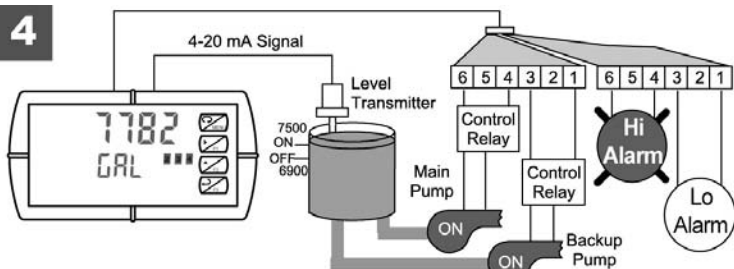 4
4-20 mA Signal
7782
GAL
MENU
7500
ON
OFF
6900
Level
Transmitter
6 5 4 3 2 1
6 5 4 3 2 1
Control
Relay
Control
Relay
Main
Pump
ON
ON
Backup
Pump
Hi
Alarm
Lo
Alarm